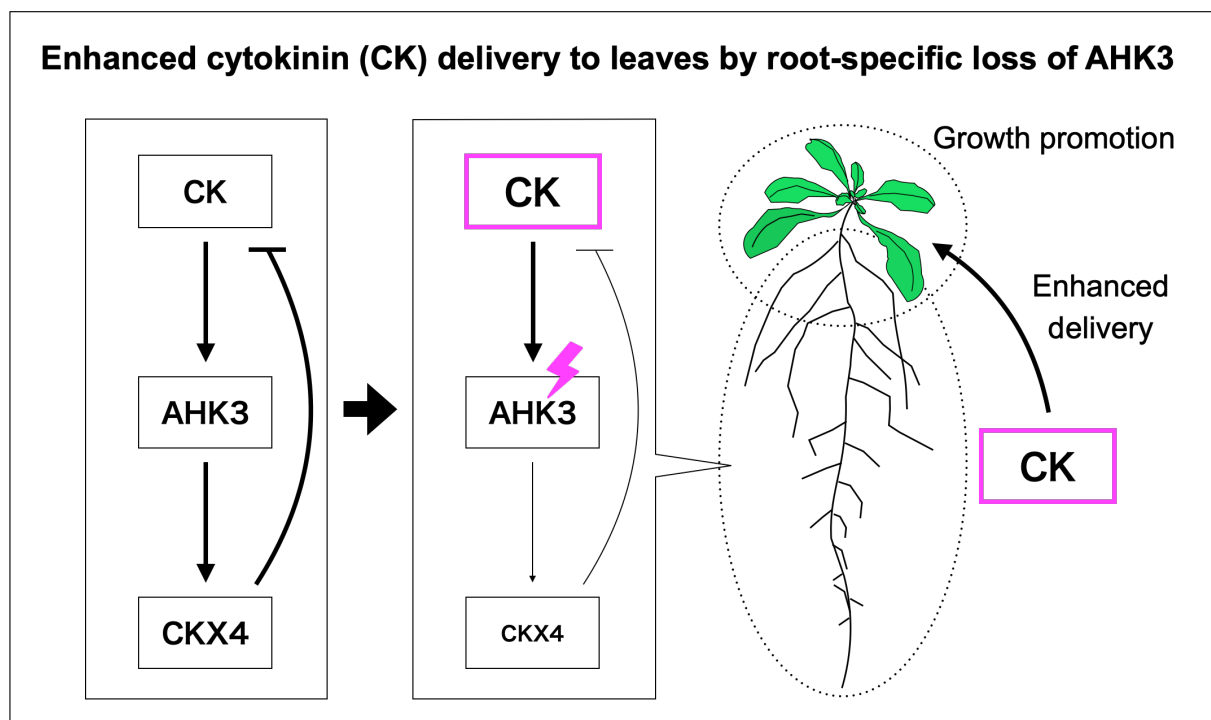 Enhanced cytokinin (CK) delivery to leaves by root-specific loss of AHK3
CK
AHK3
CKX4
CK
AHK3
CKX4
Growth promotion
Enhanced
delivery
CK